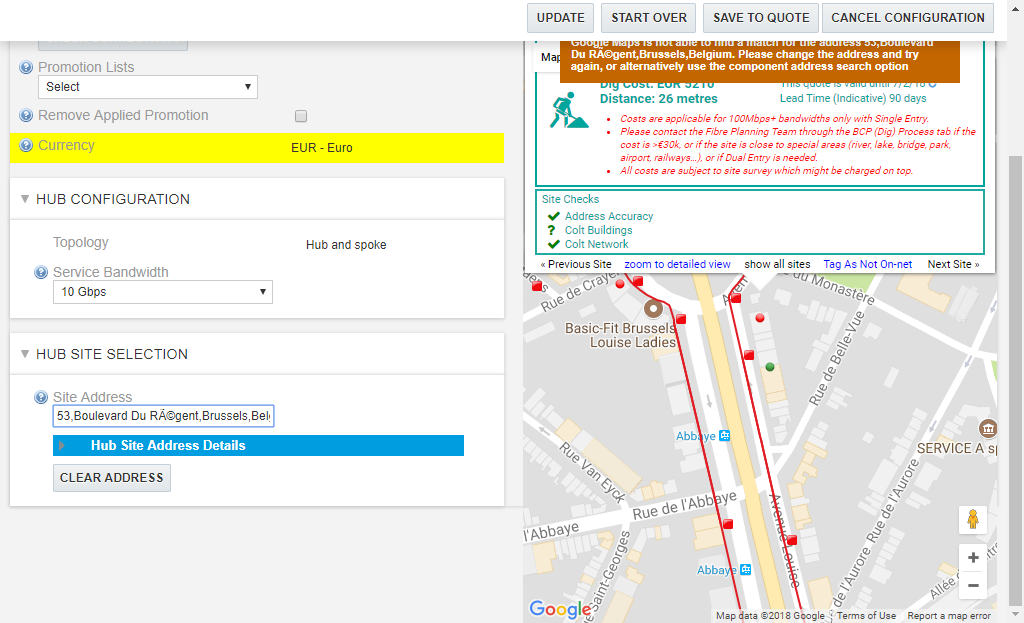 UPDATE
START OVER
SAVE TO QUOTE
CANCEL CONFIGURATION
Promotion Lists
Select
Remove Applied Promotion
Currency
EUR - Euro
HUB CONFIGURATION
Topology
Hub and spoke
Service Bandwidth
10 Gbps
HUB SITE SELECTION
Site Address
53,Boulevard Du RÃ©gent,Brussels,Bel
Hub Site Address Details
CLEAR ADDRESS
Map
Google Maps is not able to find a match for the address 53,Boulevard
Du RÃ©gent,Brussels,Belgium. Please change the address and try
again, or alternatively use the component address search option
Dig Cost: EUR 5210
Distance: 26 metres
This quote is valid until 7/2/18
Lead Time (Indicative) 90 days
Costs are applicable for 100Mbps+ bandwidths only with Single Entry.
Please contact the Fibre Planning Team through the BCP (Dig) Process tab if the
cost is >€30k, or if the site is close to special areas (river, lake, bridge, park,
airport, railways...), or if Dual Entry is needed.
All costs are subject to site survey which might be charged on top.
Site Checks
Address Accuracy
? Colt Buildings
Colt Network
« Previous Site
zoom to detailed view
show all sites
Tag As Not On-net
Next Site »
Rue de Crayer
du Monastère
Basic-Fit Brussels
Louise Ladies
Rue de Belle-Vue
Abbaye
SERVICE A
Rue Van Eyck
Rue de l'Abbaye
l'Abbaye
Avenue Louise
Rue de l'Aurore
de l'Aurore
Abbaye
Saint-Georges
Allée
+
−
Google
Map data ©2018 Google
Terms of Use
Report a map error